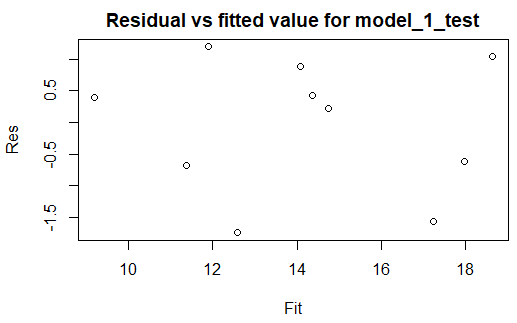 Residual vs fitted value for model_1_test
0.5
-0.5
-1.5
Res
10 12 14 16 18
Fit